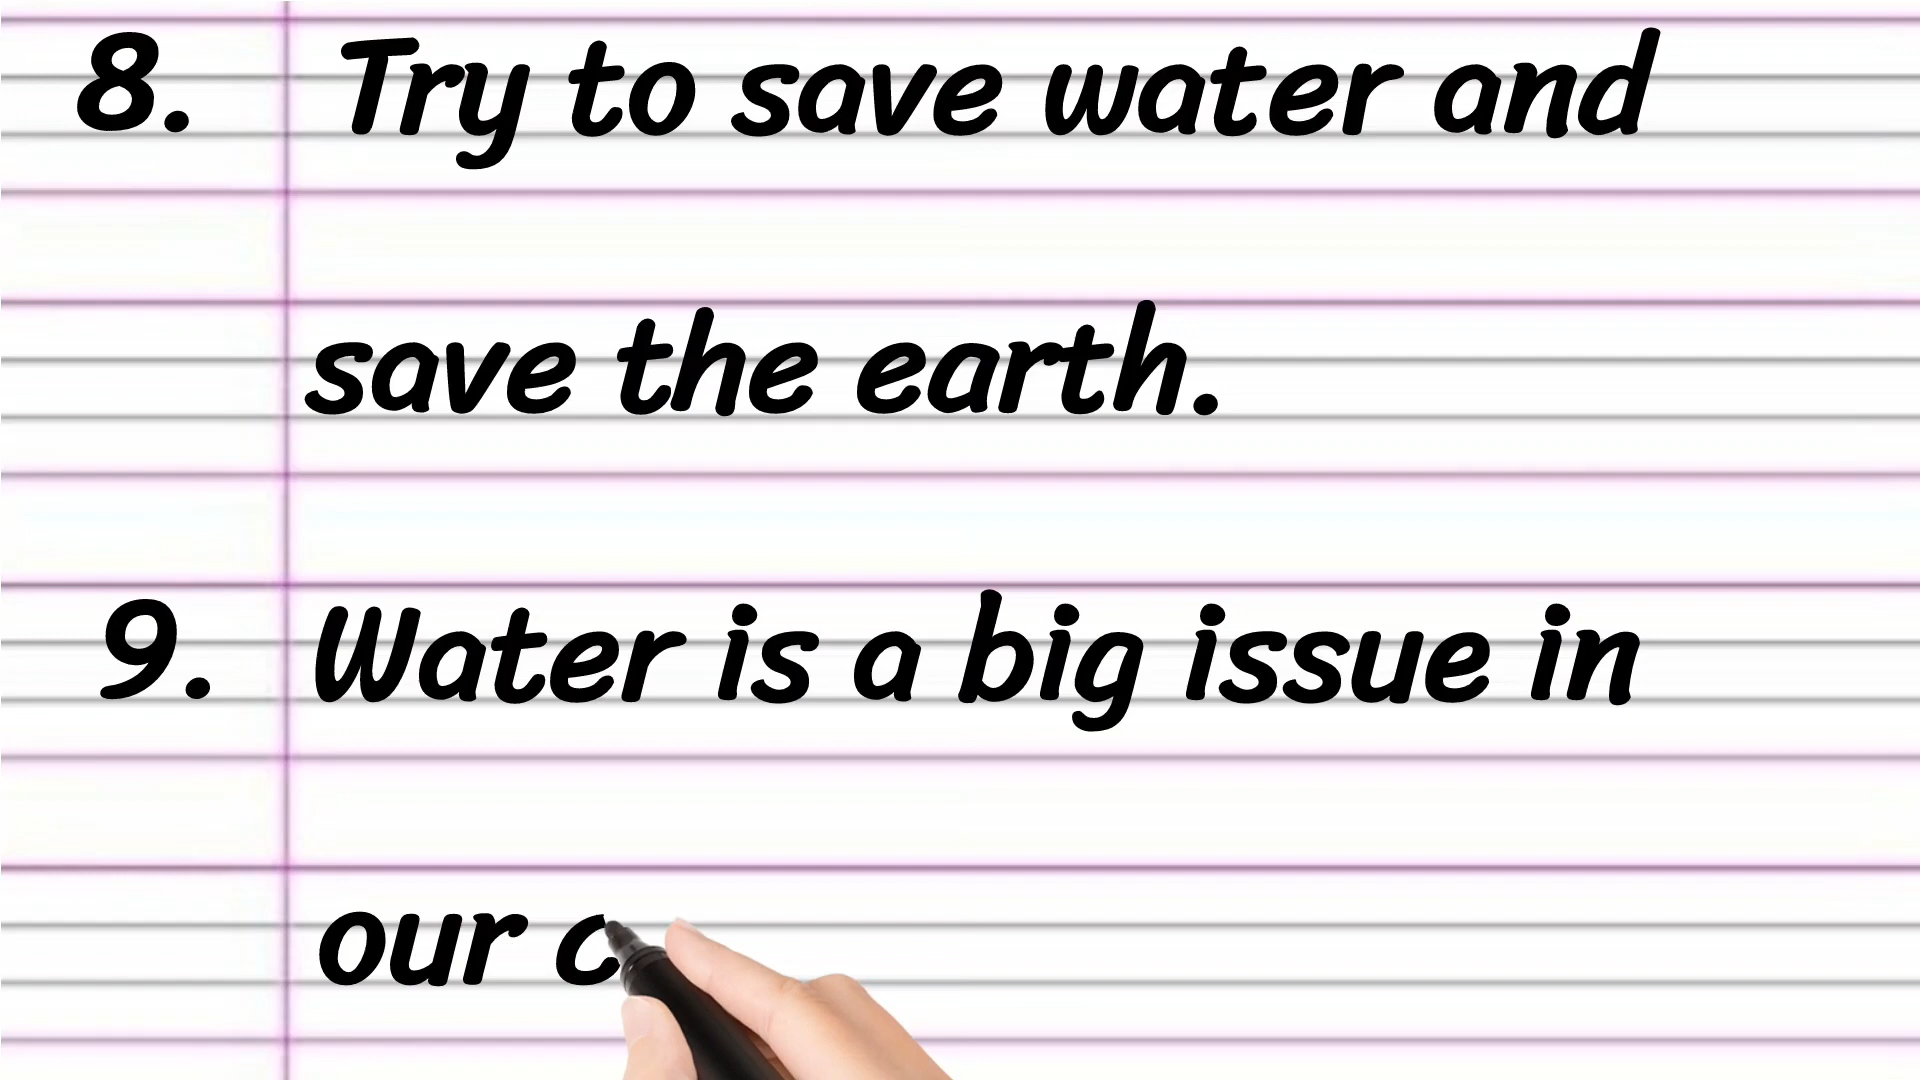 8. Try to save water and
save the earth.
9. Water is a big issue in
our c